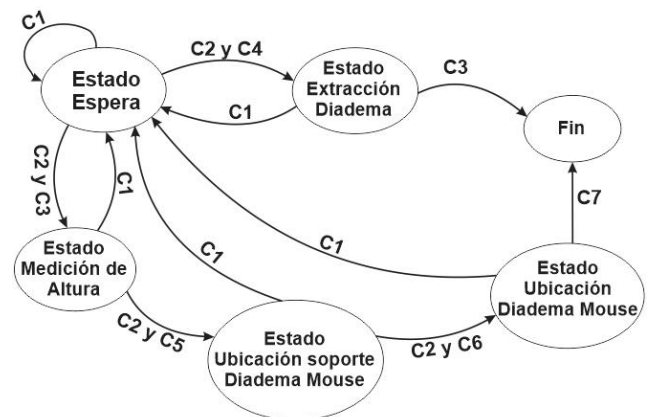 C1
Estado
Espera
C2 y C4
Estado
Extracción
Diadema
C3
Fin
C1
C2 y C3
C1
Estado
Medición de
Altura
C1
C1
C7
Estado
Ubicación
Diadema Mouse
C2 y C5
Estado
Ubicación soporte
Diadema Mouse
C2 y C6